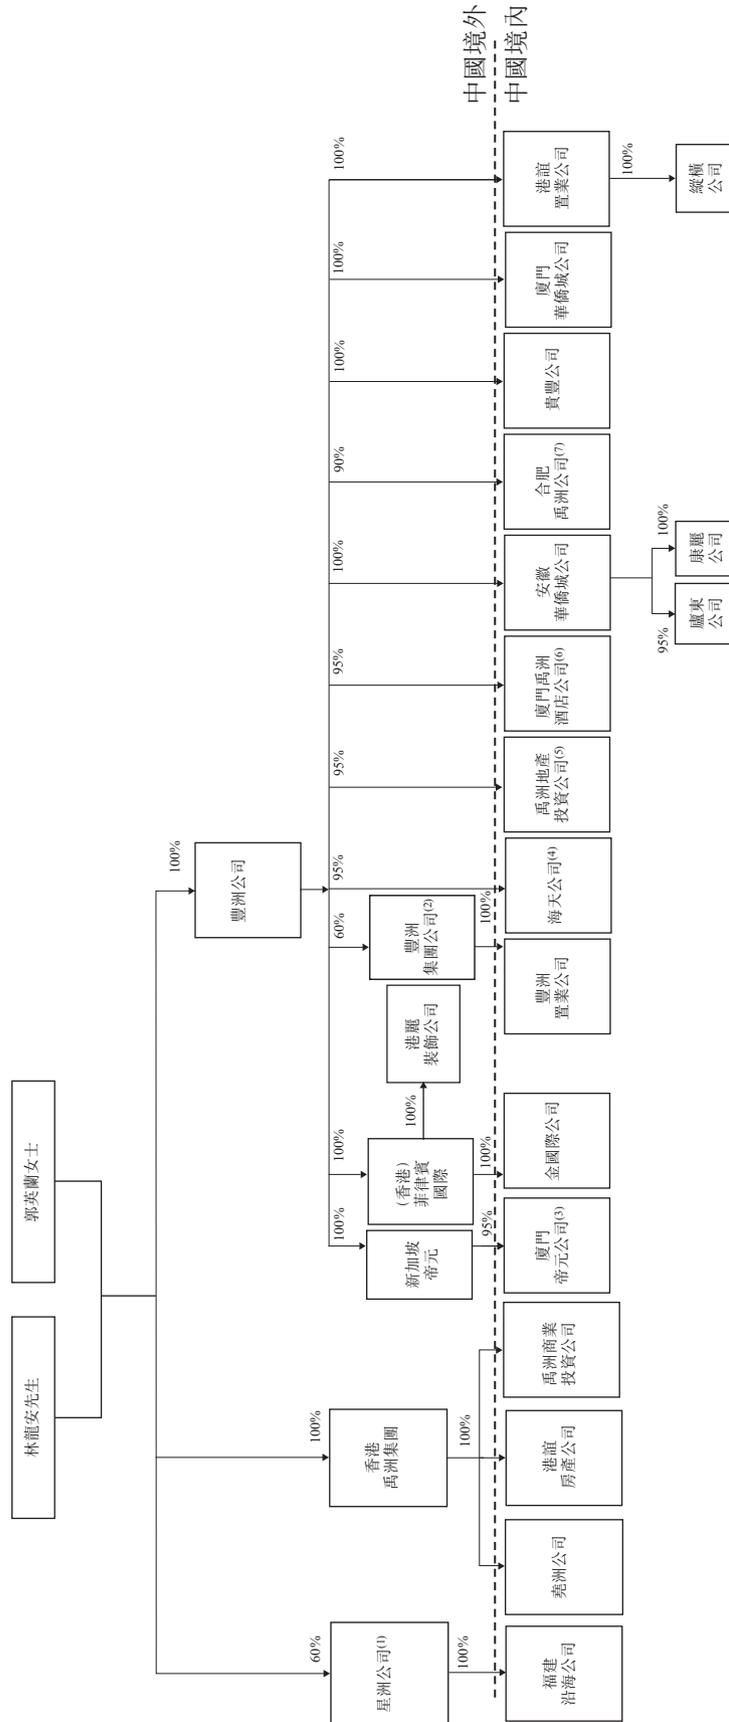 林龍安先生
郭英蘭女士
60%
100%
100%
星洲公司(1)
香港
禹洲集團
豐洲公司
100%
100%
60%
95%
95%
95%
100%
90%
100%
100%
100%
新加坡
帝元
(香港)
菲律賓
國際
100%
港麗
裝飾公司
豐洲
集團公司(2)
100%
100%
95%
100%
100%
中國境外
中國境內
福建
沿海公司
堯洲公司
港誼
房產公司
禹洲商業
投資公司
廈門
帝元公司(3)
金國際公司
豐洲
置業公司
海天公司(4)
禹洲地產
投資公司(5)
廈門禹洲
酒店公司(6)
安徽
華僑城公司
合肥
禹洲公司(7)
貴豐公司
廈門
華僑城公司
港誼
置業公司
95%
100%
100%
廬東
公司
康麗
公司
縱橫
公司